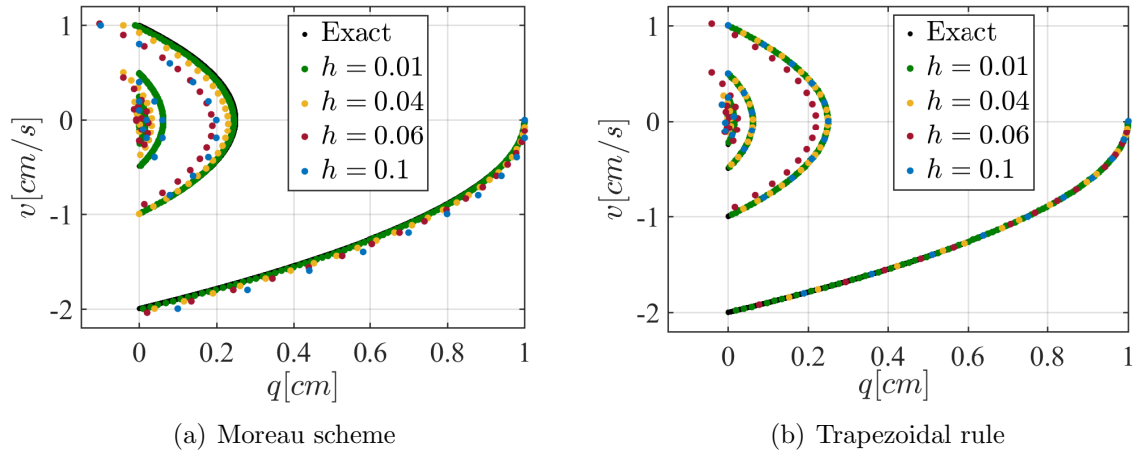 v[cm/s]
1
0
-1
-2
0
0.2
0.4
0.6
0.8
1
q[cm]
Exact
h = 0.01
h = 0.04
h = 0.06
h = 0.1
(a) Moreau scheme
v[cm/s]
1
0
-1
-2
0
0.2
0.4
0.6
0.8
1
q[cm]
Exact
h = 0.01
h = 0.04
h = 0.06
h = 0.1
(b) Trapezoidal rule